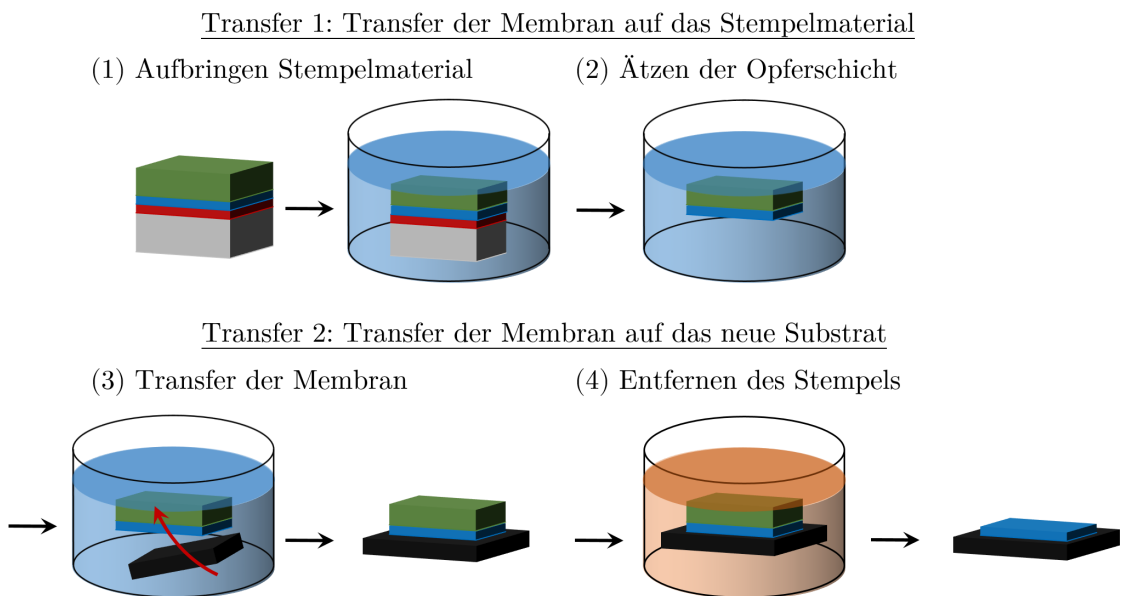 Transfer 1: Transfer der Membran auf das Stempelmaterial
(1) Aufbringen Stempelmaterial
(2) Ätzen der Opferschicht
Transfer 2: Transfer der Membran auf das neue Substrat
(3) Transfer der Membran
(4) Entfernen des Stempels